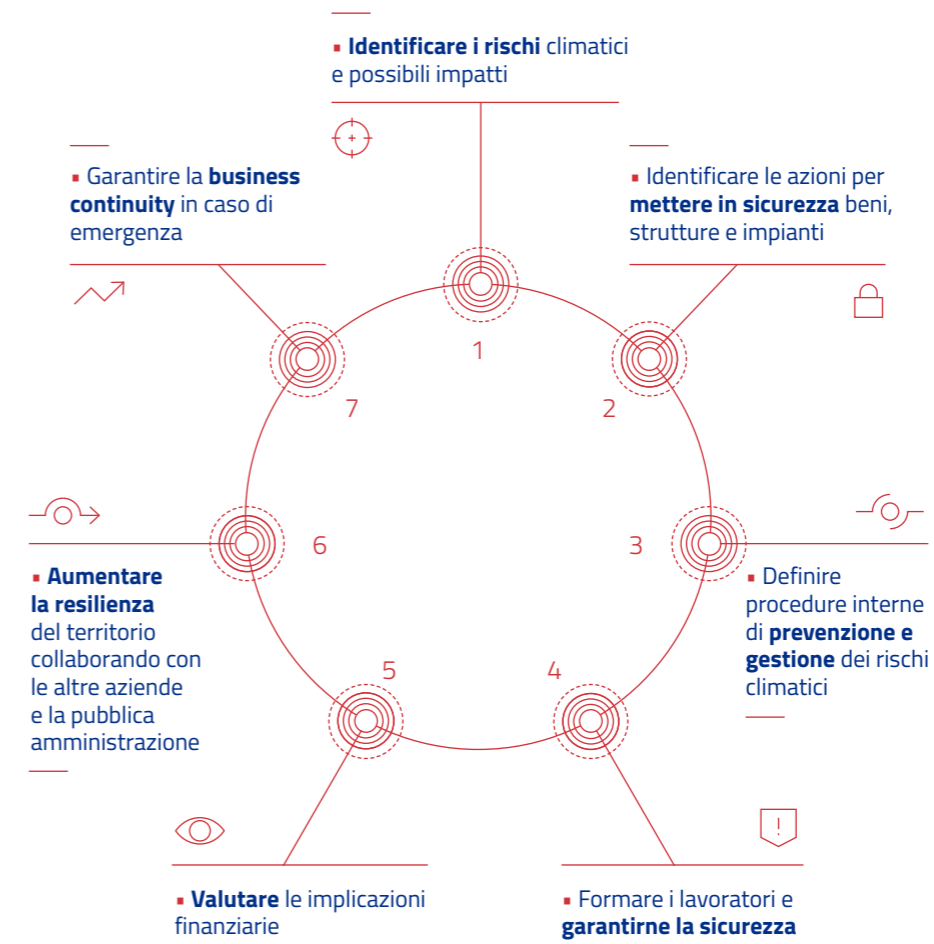 ▪ Identificare i rischi climatici
e possibili impatti
1
▪ Identificare le azioni per
mettere in sicurezza beni,
strutture e impianti
2
▪ Definire
procedure interne
di prevenzione e
gestione dei rischi
climatici
3
▪ Formare i lavoratori e
garantirne la sicurezza
4
▪ Valutare le implicazioni
finanziarie
5
▪ Aumentare
la resilienza
del territorio
collaborando con
le altre aziende
e la pubblica
amministrazione
6
▪ Garantire la business
continuity in caso di
emergenza
7
!